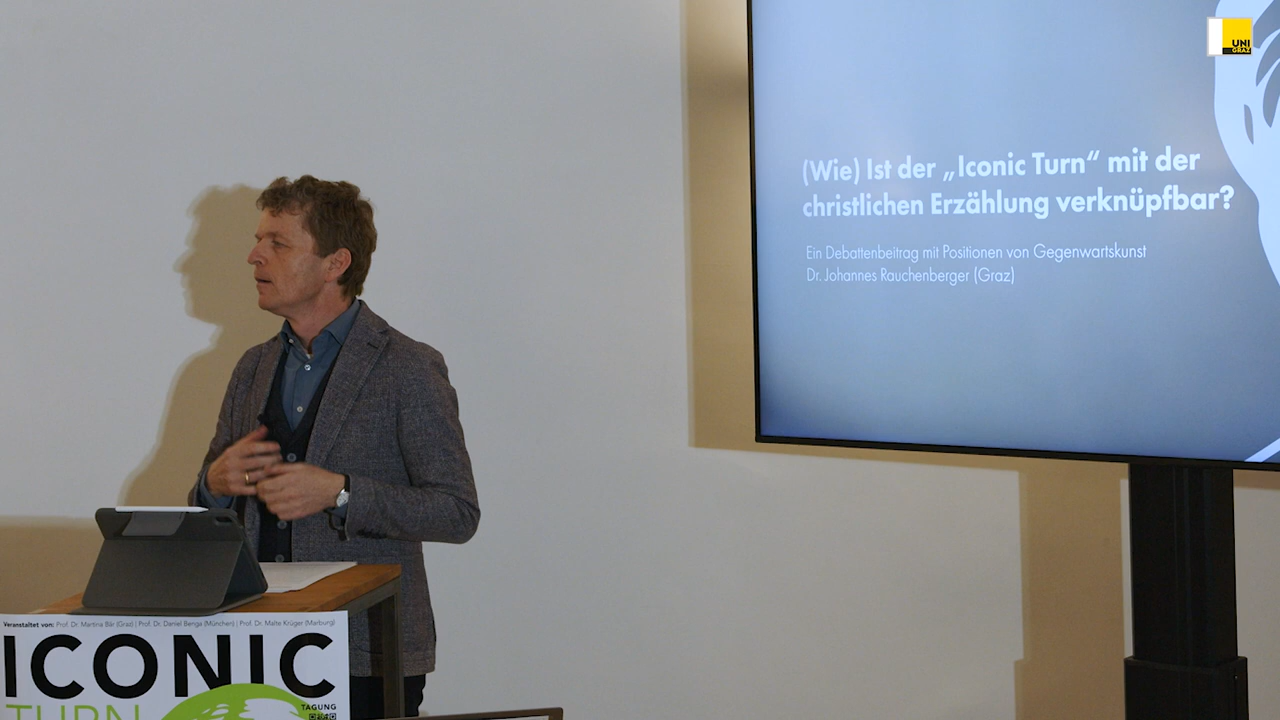 UNI
GRAZ
(Wie) Ist der „Iconic Turn“ mit der
christlichen Erzählung verknüpfbar?
Ein Debattenbeitrag mit Positionen von Gegenwartskunst
Dr. Johannes Rauchenberger (Graz)
Veranstaltet von: Prof. Dr. Martina Bär (Graz) | Prof. Dr. Daniel Benga (München) | Prof. Dr. Malte Krüger (Marburg)
ICONIC
TURN
TAGUNG